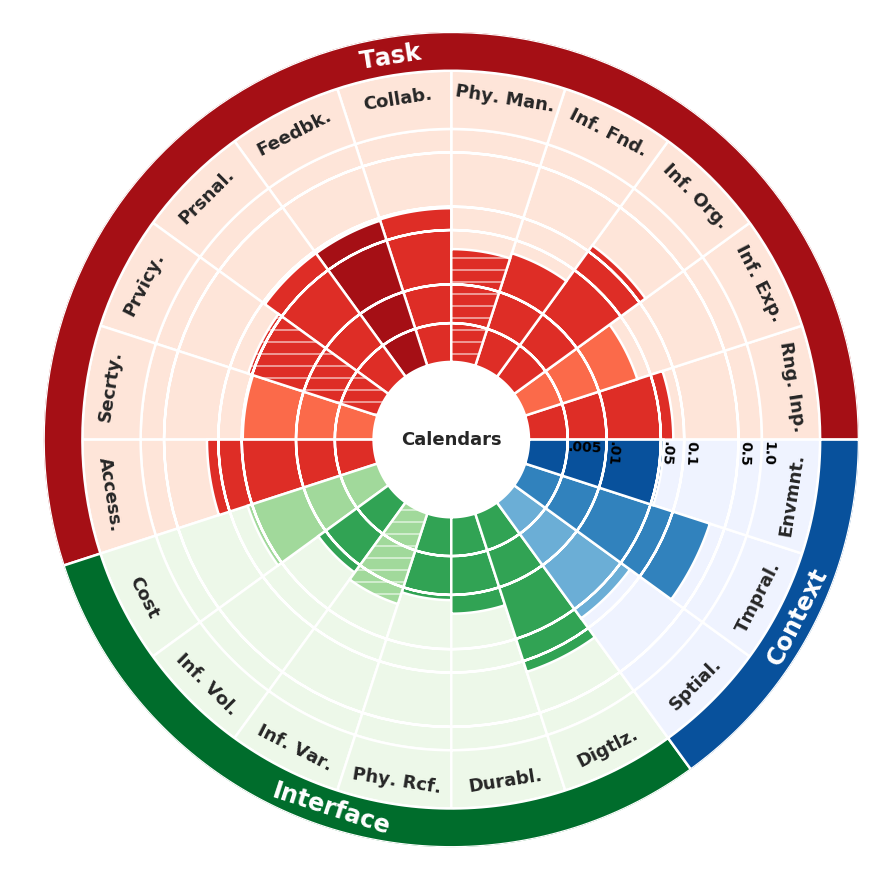 Task
Collab.
Phy. Man.
Feedbk.
Inf. Fnd.
Prsnal.
Inf. Org.
Prvicy.
Inf. Exp.
Secrty.
Rng. Inp.
Calendars
.005
.01
.05
0.1
0.5
1.0
Access.
Envmnt.
Cost
Tmpral.
Context
Inf. Vol.
Sptial.
Inf. Var.
Digtlz.
Phy. Rcf.
Durabl.
Interface